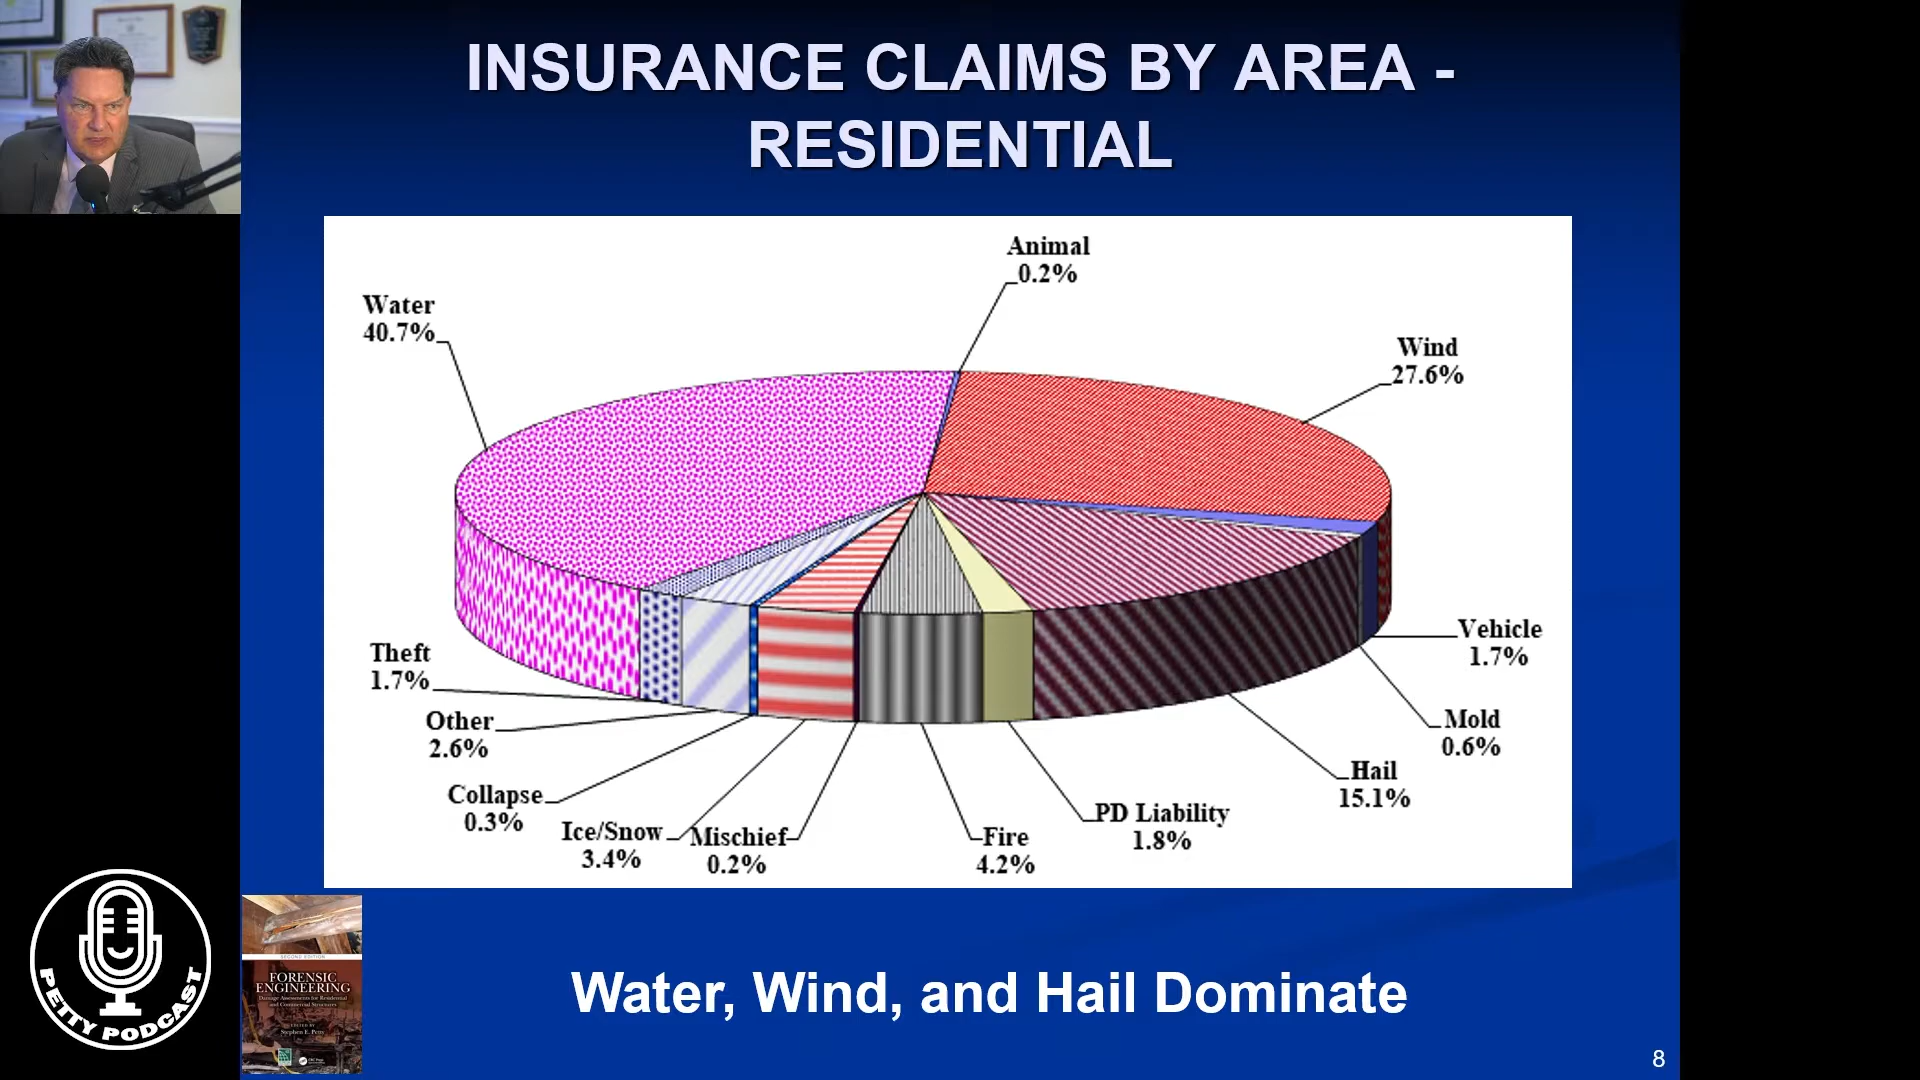 INSURANCE CLAIMS BY AREA -
RESIDENTIAL
Animal
0.2%
Water
40.7%
Wind
27.6%
Vehicle
1.7%
Theft
1.7%
Mold
0.6%
Other
2.6%
Hail
15.1%
Collapse
0.3%
PD Liability
1.8%
Ice/Snow
3.4%
Mischief
0.2%
Fire
4.2%
PETTY PODCAST
SECOND EDITION
FORENSIC
ENGINEERING
Damage Assessments for Residential
and Commercial Structures
EDITED BY
Stephen E. Petty
CRC Press
Water, Wind, and Hail Dominate
8